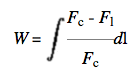 W = ∫ (F_c - F_l) / F_c dl